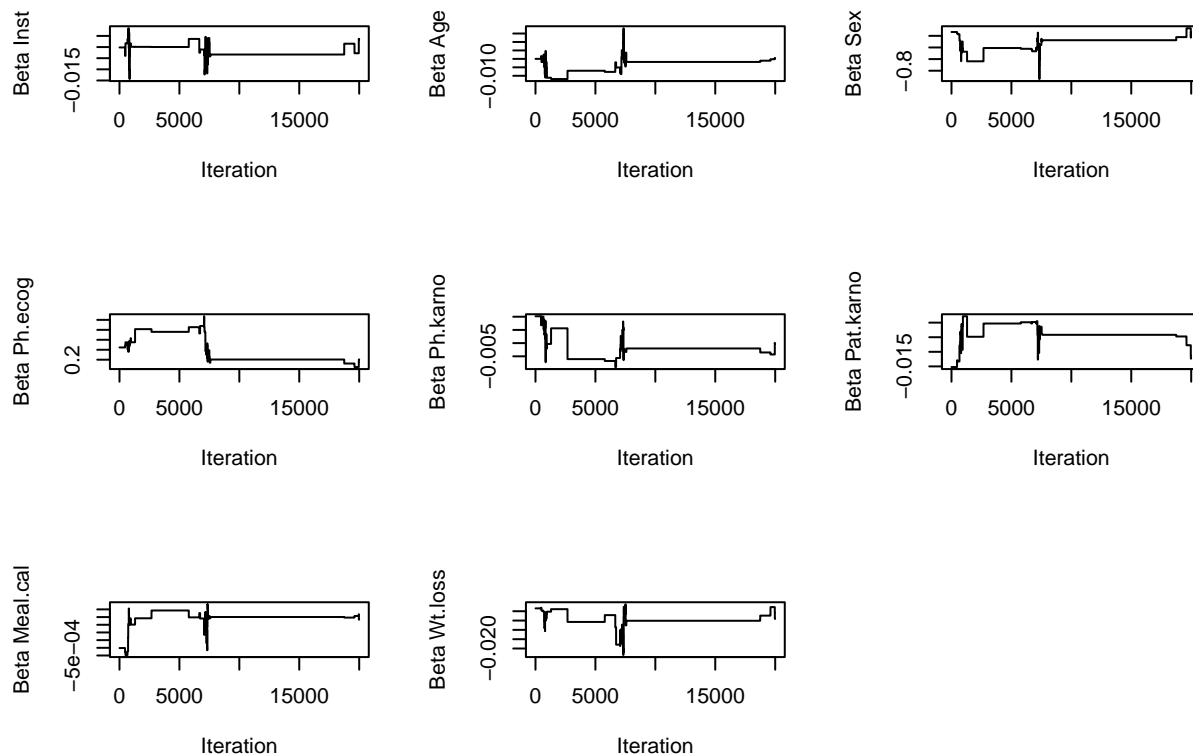 Beta Inst
-0.015
0 5000 15000
Iteration
Beta Age
-0.010
0 5000 15000
Iteration
Beta Sex
-0.8
0 5000 15000
Iteration
Beta Ph.ecog
0.2
0 5000 15000
Iteration
Beta Ph.karno
-0.005
0 5000 15000
Iteration
Beta Pat.karno
-0.015
0 5000 15000
Iteration
Beta Meal.cal
-5e-04
0 5000 15000
Iteration
Beta Wt.loss
-0.020
0 5000 15000
Iteration